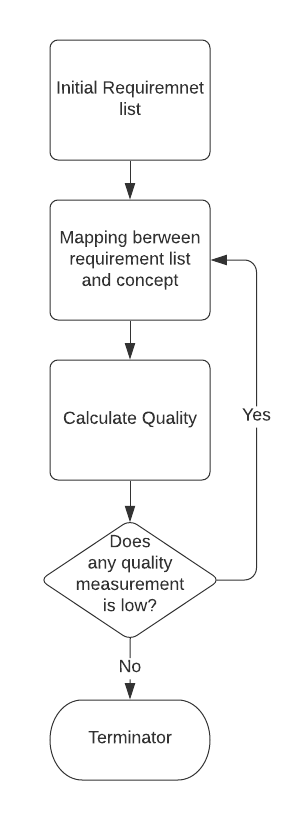 Initial Requiremnet
list
Mapping berween
requirement list
and concept
Calculate Quality
Yes
Does
any quality
measurement
is low?
No
Terminator